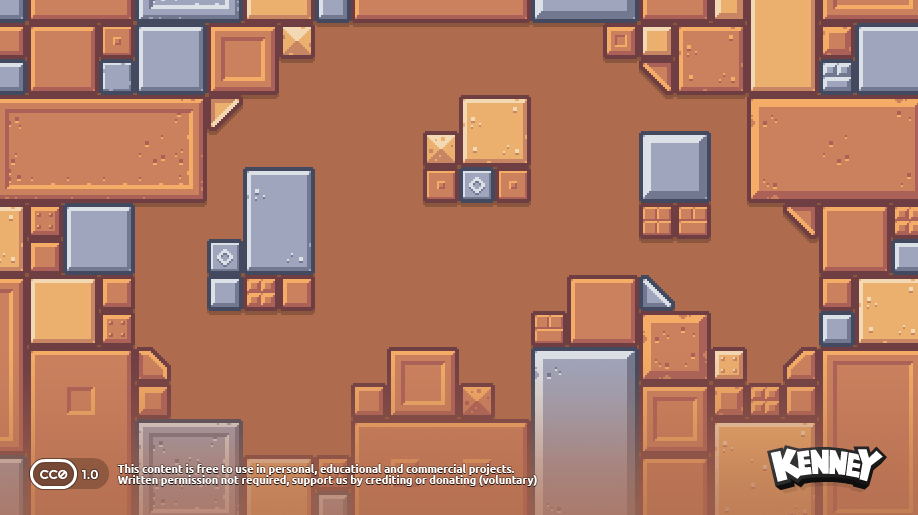 CC0 1.0
This content is free to use in personal, educational and commercial projects.
Written permission not required, support us by crediting or donating (voluntary)
KENNEY